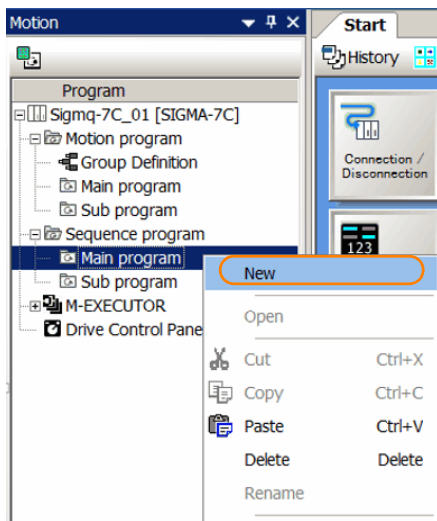 Motion
Start
History
Program
Sigmq-7C_01 [SIGMA-7C]
Motion program
Group Definition
Main program
Sub program
Sequence program
Main program
Sub program
M-EXECUTOR
Drive Control Pane
Connection /
Disconnection
123
New
Open
Cut Ctrl+X
Copy Ctrl+C
Paste Ctrl+V
Delete Delete
Rename